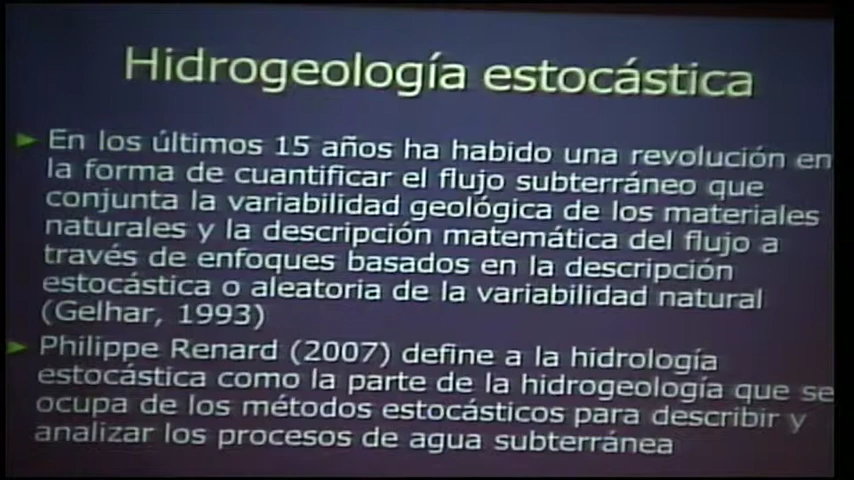 Hidrogeología estocástica
En los últimos 15 años ha habido una revolución en
la forma de cuantificar el flujo subterráneo que
conjunta la variabilidad geológica de los materiales
naturales y la descripción matemática del flujo a
través de enfoques basados en la descripción
estocástica o aleatoria de la variabilidad natural
(Gelhar, 1993)
Philippe Renard (2007) define a la hidrología
estocástica como la parte de la hidrogeología que se
ocupa de los métodos estocásticos para describir y
analizar los procesos de agua subterránea